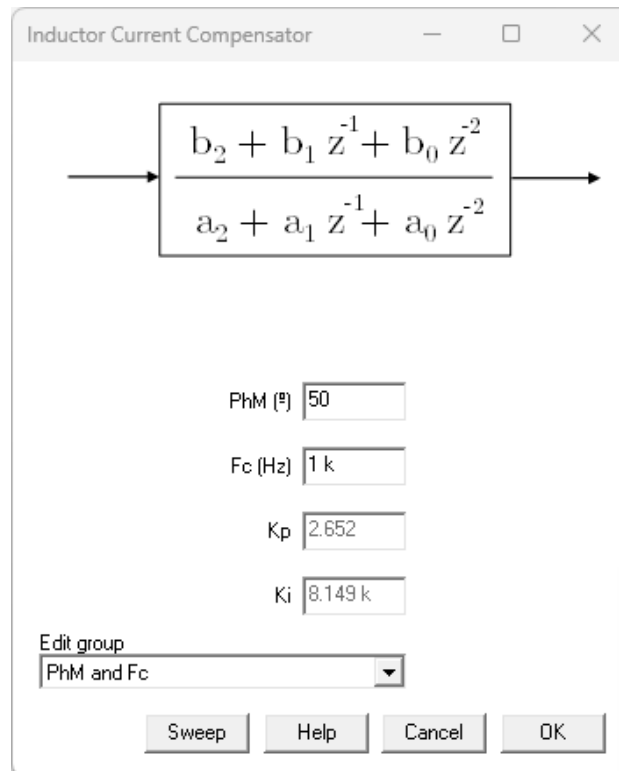 Inductor Current Compensator
b₂ + b₁ z⁻¹ + b₀ z⁻²
a₂ + a₁ z⁻¹ + a₀ z⁻²
PhM (º) 50
Fc (Hz) 1 k
Kp 2.652
Ki 8.149 k
Edit group
PhM and Fc
Sweep Help Cancel OK